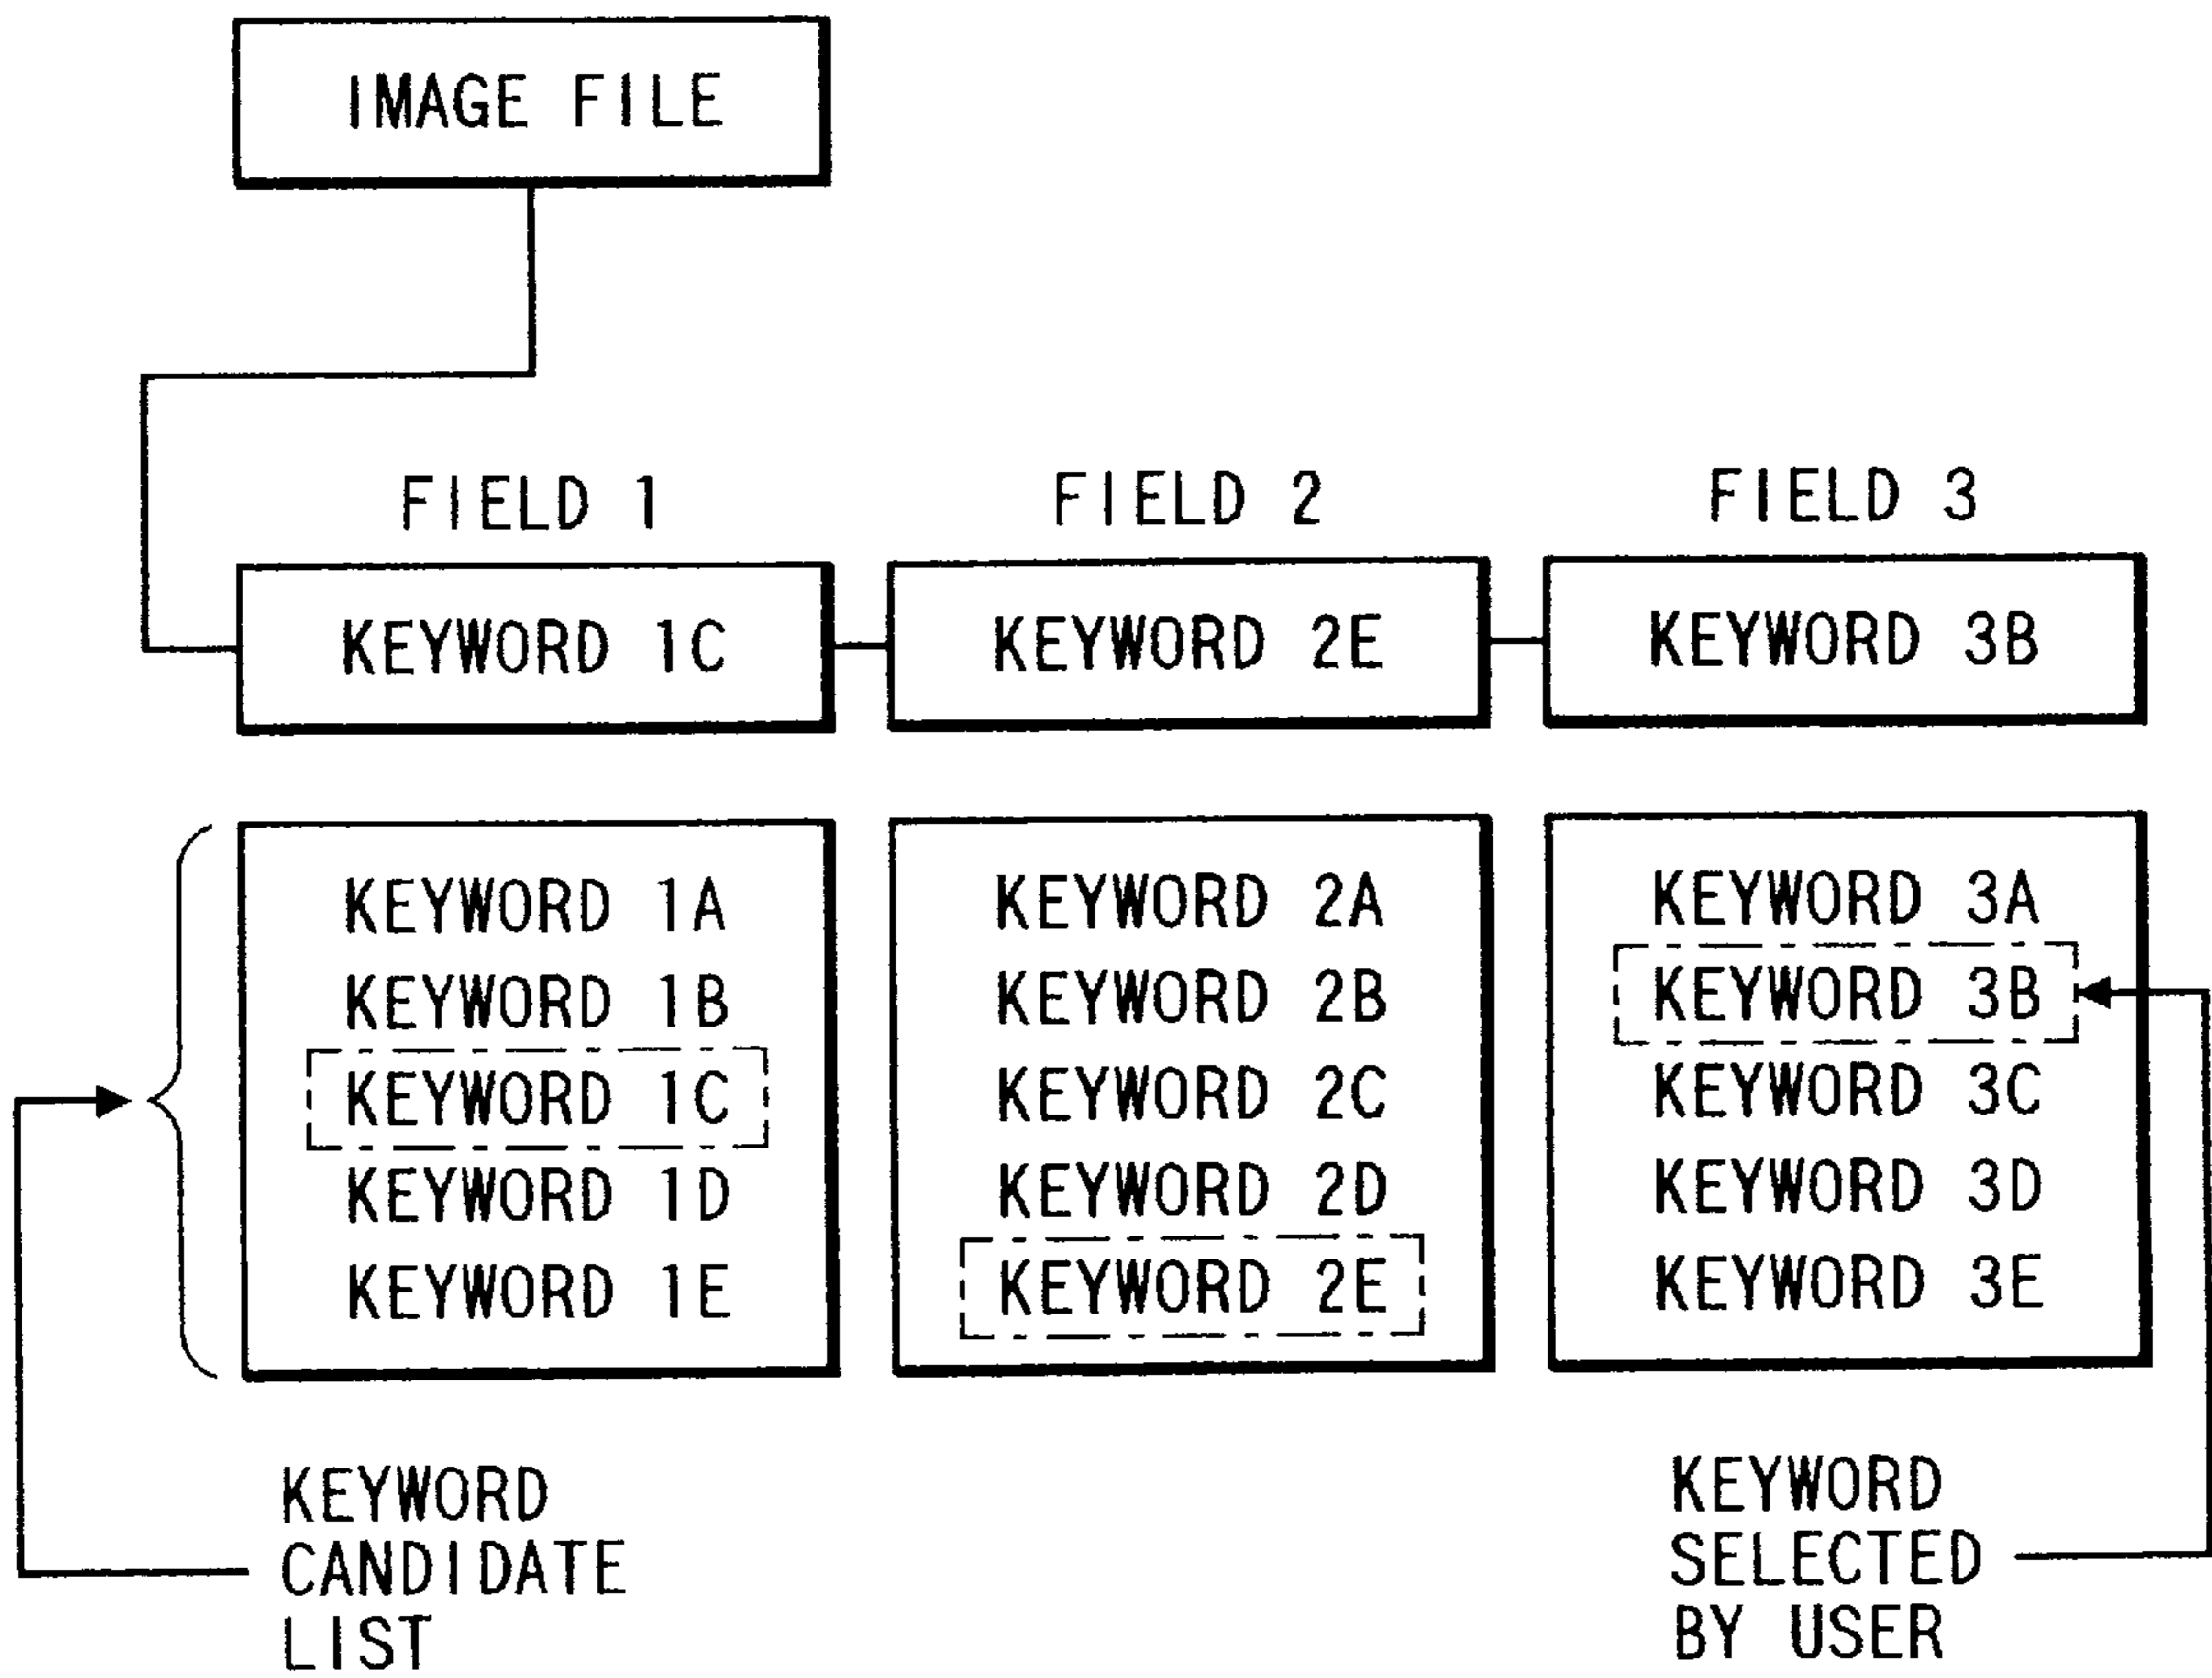 IMAGE FILE
FIELD 1 FIELD 2 FIELD 3
KEYWORD 1C KEYWORD 2E KEYWORD 3B
KEYWORD 1A KEYWORD 2A KEYWORD 3A
KEYWORD 1B KEYWORD 2B KEYWORD 3B
KEYWORD 1C KEYWORD 2C KEYWORD 3C
KEYWORD 1D KEYWORD 2D KEYWORD 3D
KEYWORD 1E KEYWORD 2E KEYWORD 3E
KEYWORD
CANDIDATE
LIST
KEYWORD
SELECTED
BY USER